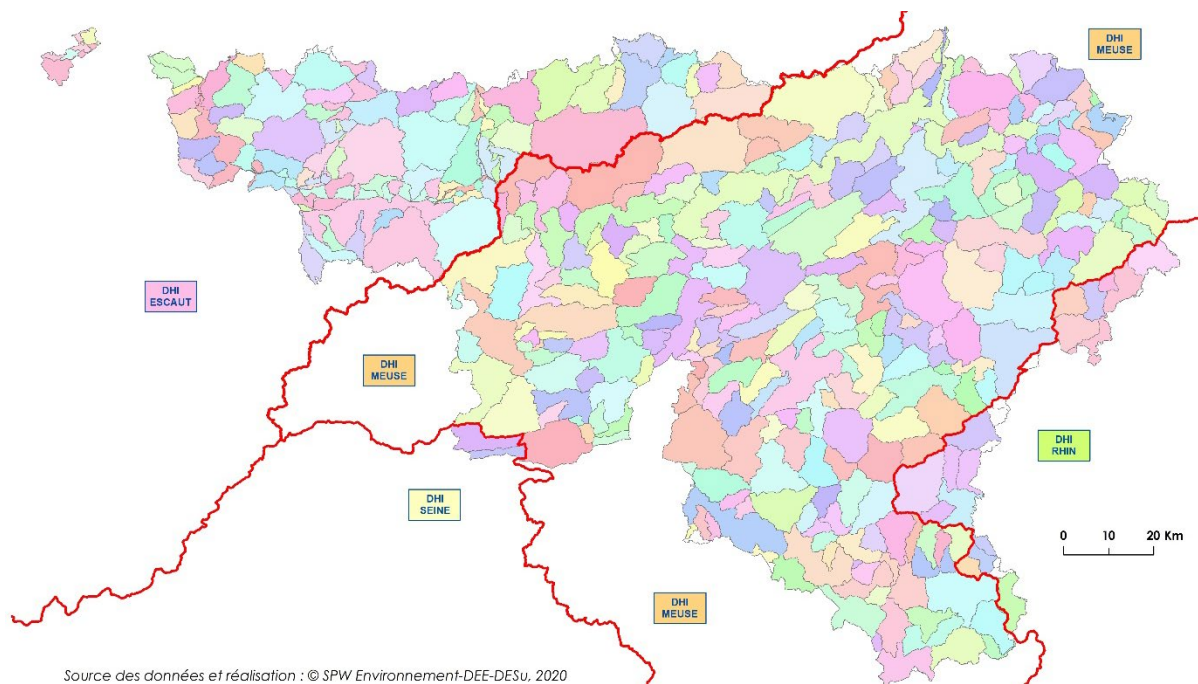 DHI
MEUSE
DHI
ESCAUT
DHI
MEUSE
DHI
RHIN
DHI
SEINE
0 10 20 Km
DHI
MEUSE
Source des données et réalisation : © SPW Environnement-DEE-DESu, 2020